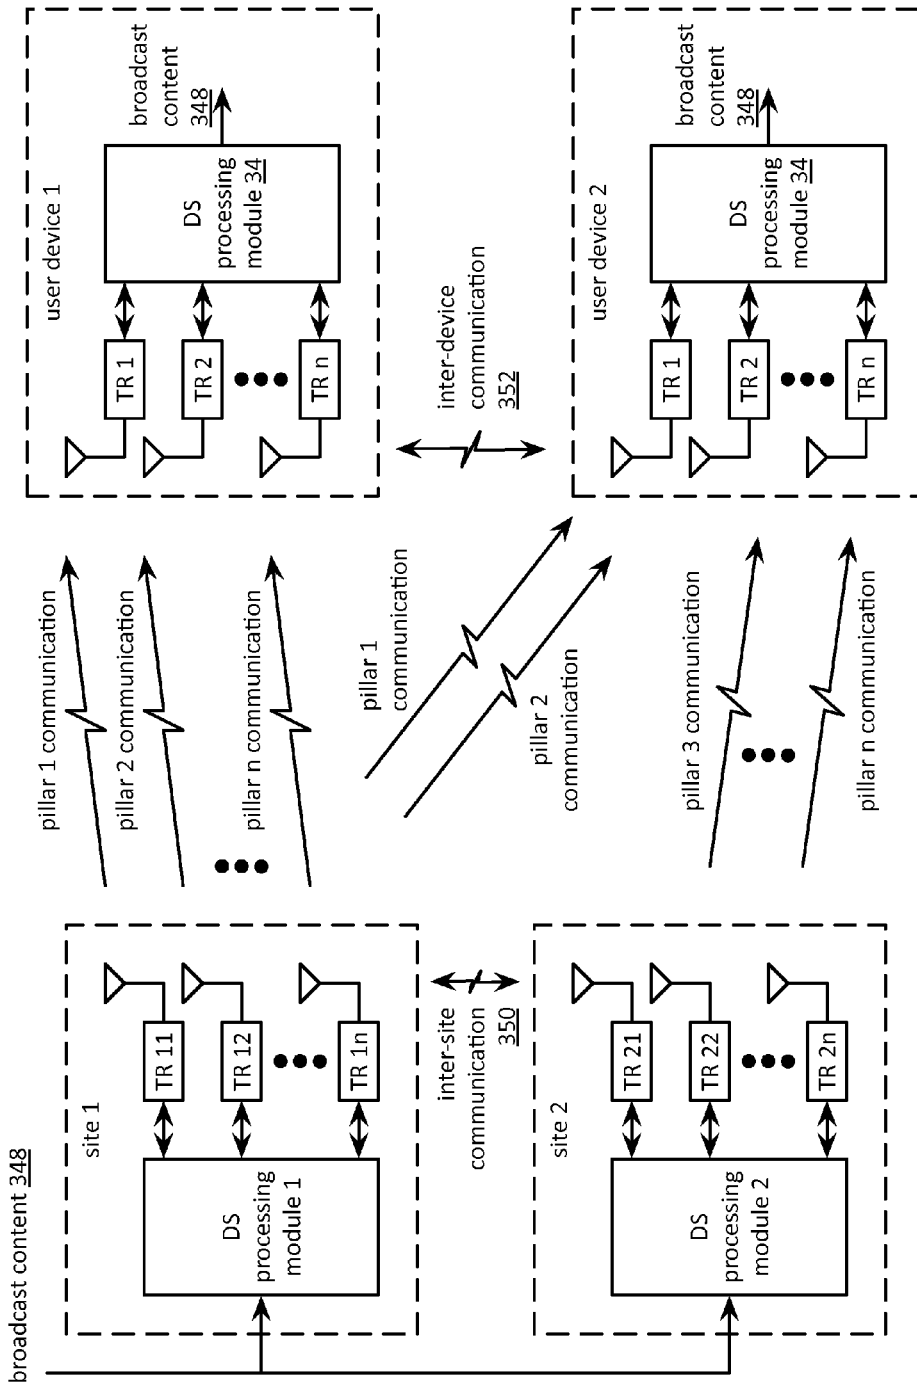 broadcast content 348
site 1
DS
processing
module 1
TR 11
TR 12
TR 1n
inter-site
communication
350
site 2
DS
processing
module 2
TR 21
TR 22
TR 2n
pillar 1 communication
pillar 2 communication
pillar n communication
pillar 1
communication
pillar 2
communication
pillar 3 communication
pillar n communication
user device 1
TR 1
TR 2
TR n
DS
processing
module 34
broadcast
content
348
inter-device
communication
352
user device 2
TR 1
TR 2
TR n
DS
processing
module 34
broadcast
content
348